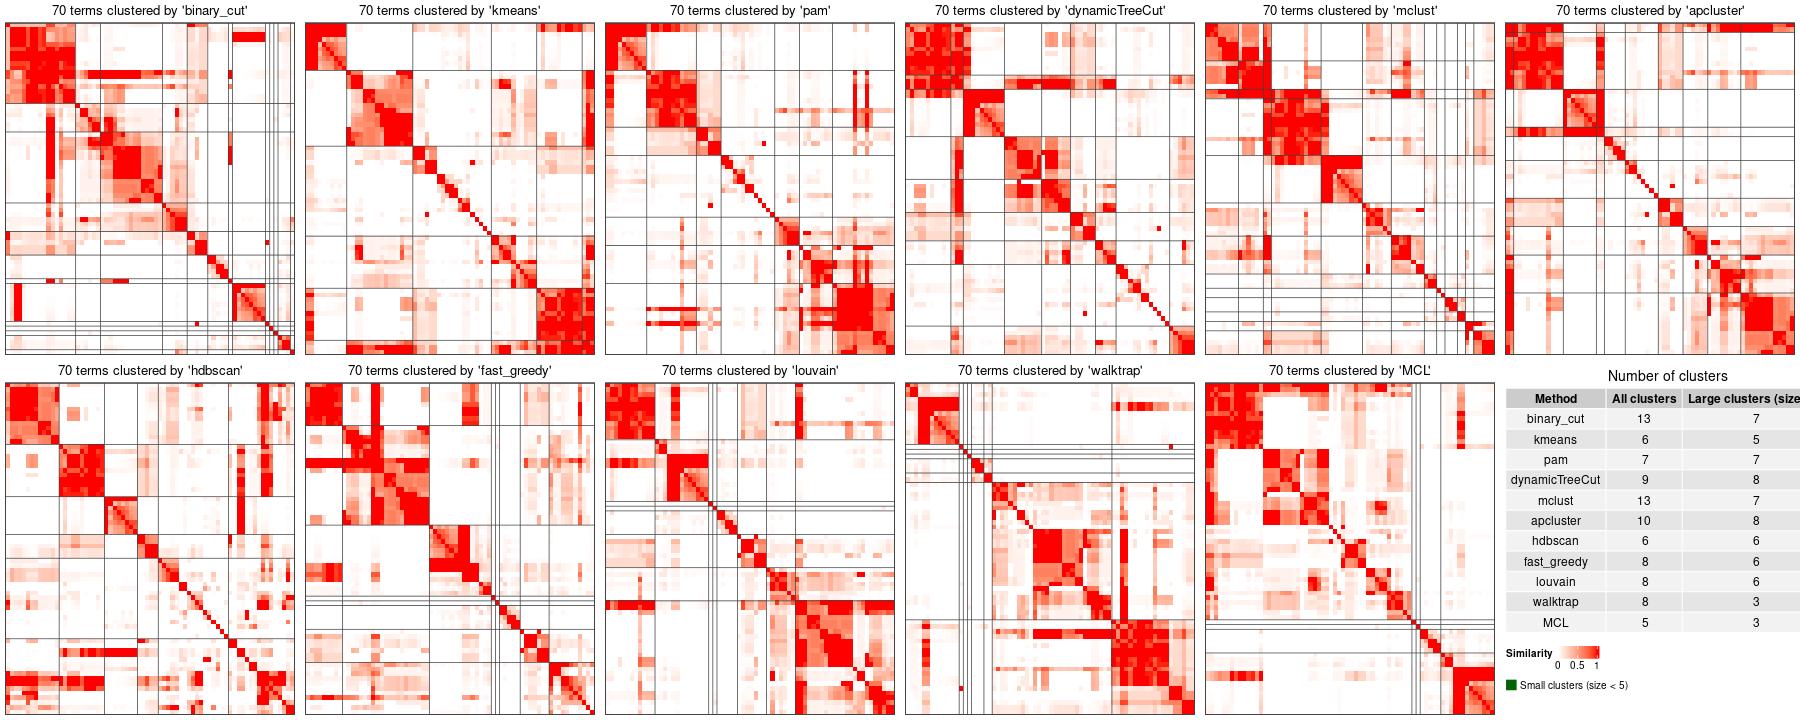 70 terms clustered by 'binary_cut'
70 terms clustered by 'kmeans'
70 terms clustered by 'pam'
70 terms clustered by 'dynamicTreeCut'
70 terms clustered by 'mclust'
70 terms clustered by 'apcluster'
70 terms clustered by 'hdbscan'
70 terms clustered by 'fast_greedy'
70 terms clustered by 'louvain'
70 terms clustered by 'walktrap'
70 terms clustered by 'MCL'
Number of clusters
Method All clusters Large clusters (size
binary_cut 13 7
kmeans 6 5
pam 7 7
dynamicTreeCut 9 8
mclust 13 7
apcluster 10 8
hdbscan 6 6
fast_greedy 8 6
louvain 8 6
walktrap 8 3
MCL 5 3
Similarity
0 0.5 1
Small clusters (size < 5)